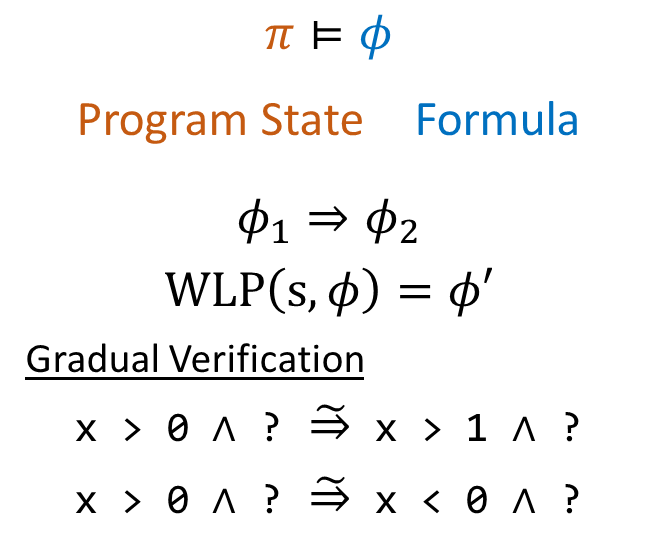 π ⊨ ϕ
Program State Formula
ϕ₁ ⇒ ϕ₂
WLP(s, ϕ) = ϕ′
Gradual Verification
x > 0 ∧ ? ⇒̃ x > 1 ∧ ?
x > 0 ∧ ? ⇒̃ x < 0 ∧ ?